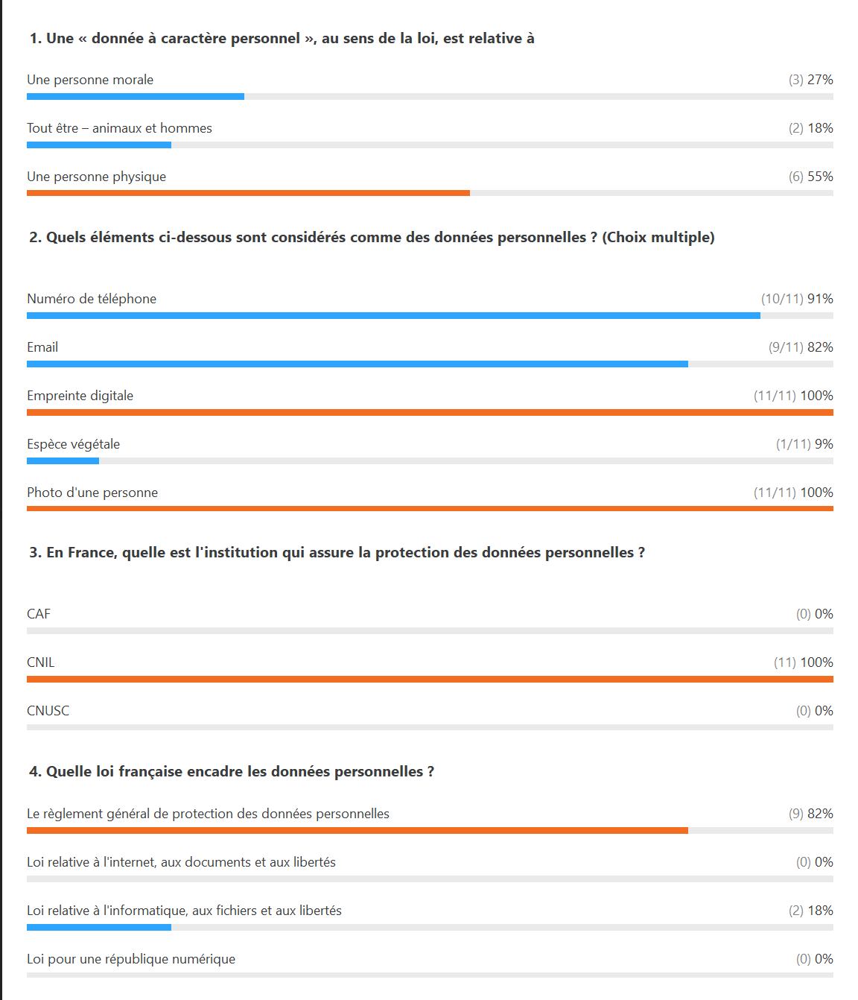 1. Une « donnée à caractère personnel », au sens de la loi, est relative à
Une personne morale (3) 27%
Tout être – animaux et hommes (2) 18%
Une personne physique (6) 55%
2. Quels éléments ci-dessous sont considérés comme des données personnelles ? (Choix multiple)
Numéro de téléphone (10/11) 91%
Email (9/11) 82%
Empreinte digitale (11/11) 100%
Espèce végétale (1/11) 9%
Photo d'une personne (11/11) 100%
3. En France, quelle est l'institution qui assure la protection des données personnelles ?
CAF (0) 0%
CNIL (11) 100%
CNUSC (0) 0%
4. Quelle loi française encadre les données personnelles ?
Le règlement général de protection des données personnelles (9) 82%
Loi relative à l'internet, aux documents et aux libertés (0) 0%
Loi relative à l'informatique, aux fichiers et aux libertés (2) 18%
Loi pour une république numérique (0) 0%